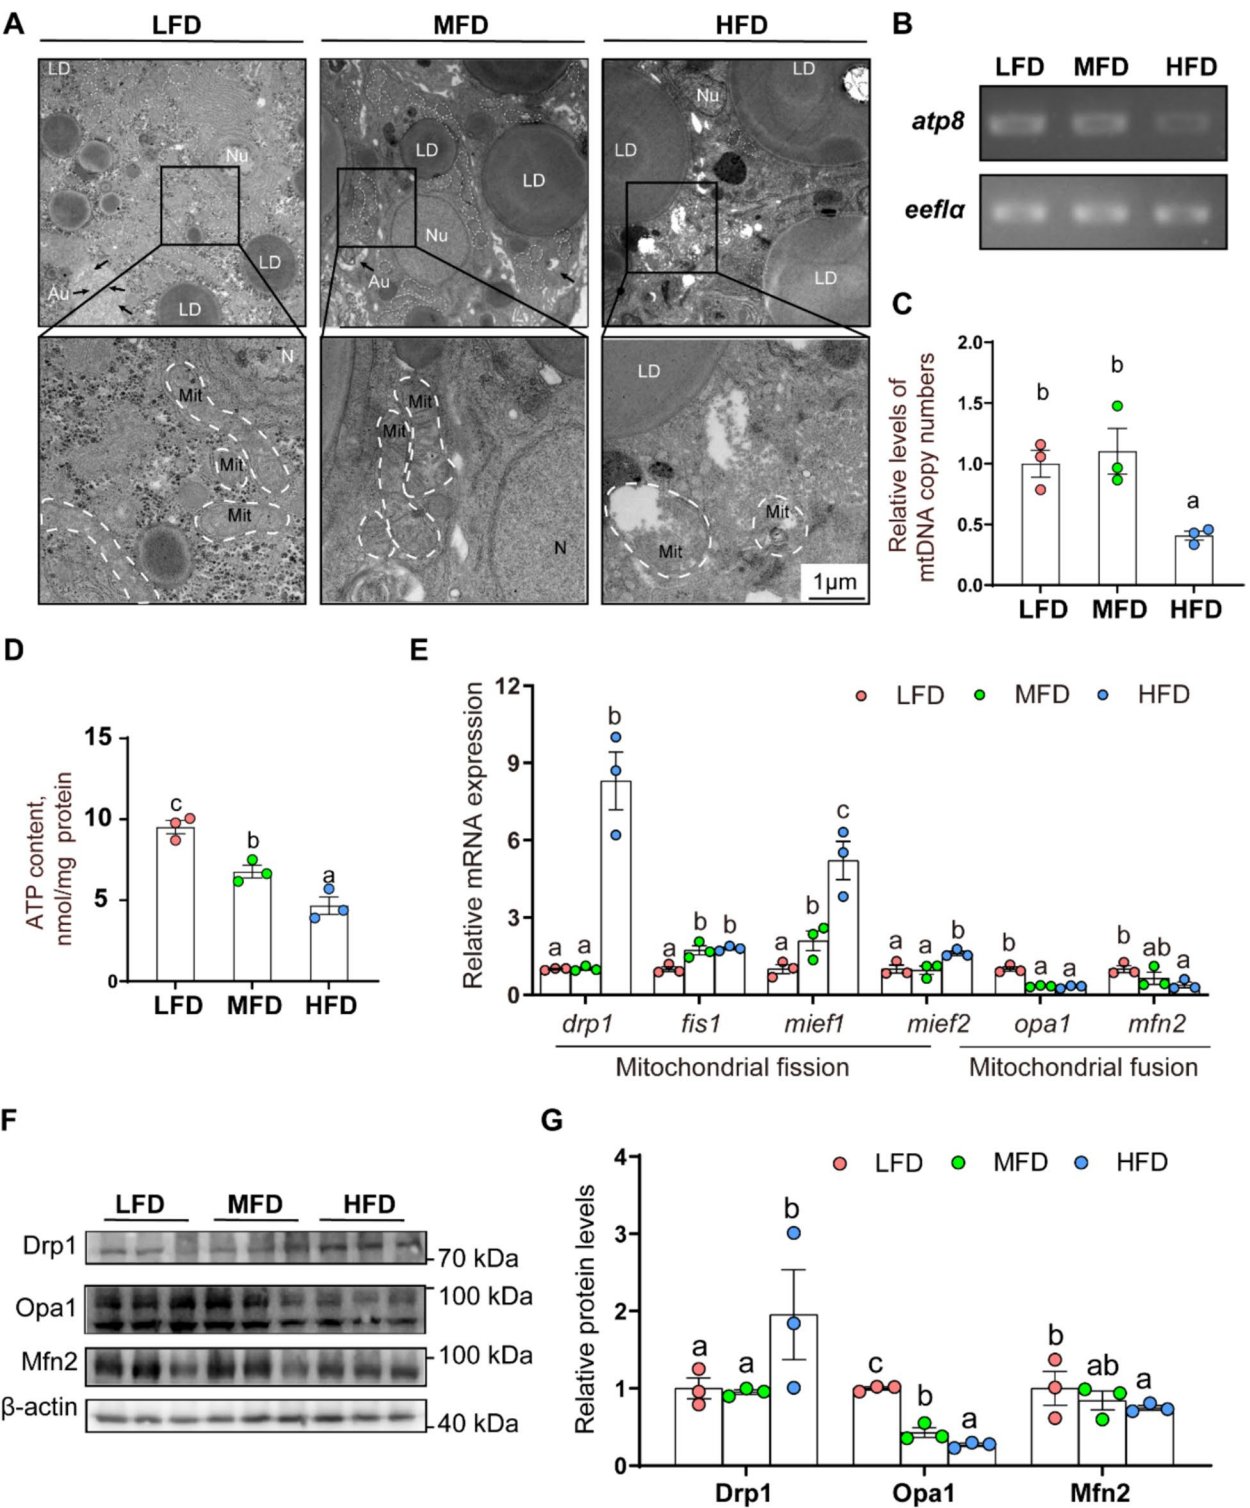 A
LFD
MFD
HFD
LD
Nu
LD
Au
LD
LD
LD
Nu
Au
LD
Nu
LD
LD
N
Mit
Mit
Mit
Mit
Mit
N
LD
Mit
Mit
1μm
B
LFD MFD HFD
atp8
eef1α
C
Relative levels of
mtDNA copy numbers
2.0
1.5
1.0
0.5
0.0
b
b
a
LFD MFD HFD
D
ATP content,
nmol/mg protein
15
10
5
0
c
b
a
LFD MFD HFD
E
Relative mRNA expression
12
9
6
3
0
LFD MFD HFD
a a b
a b b
a b c
a a b
b a a
b ab a
drp1 fis1 mief1 mief2 opa1 mfn2
Mitochondrial fission
Mitochondrial fusion
F
LFD MFD HFD
Drp1
70 kDa
Opa1
100 kDa
Mfn2
100 kDa
β-actin
40 kDa
G
Relative protein levels
4
3
2
1
0
LFD MFD HFD
a a b
c b a
b ab a
Drp1 Opa1 Mfn2